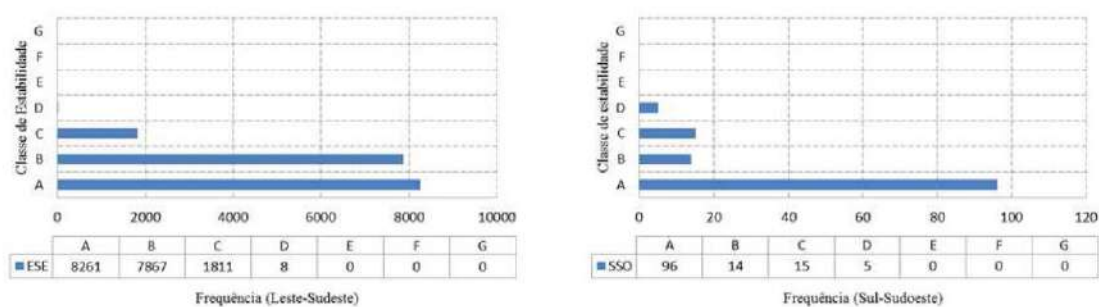 Classe de Estabilidade
G
F
E
D
C
B
A
0 2000 4000 6000 8000 10000
A B C D E F G
ESE 8261 7867 1811 8 0 0 0
Frequência (Leste-Sudeste)
Classe de estabilidade
G
F
E
D
C
B
A
0 20 40 60 80 100 120
A B C D E F G
SSO 96 14 15 5 0 0 0
Frequência (Sul-Sudoeste)